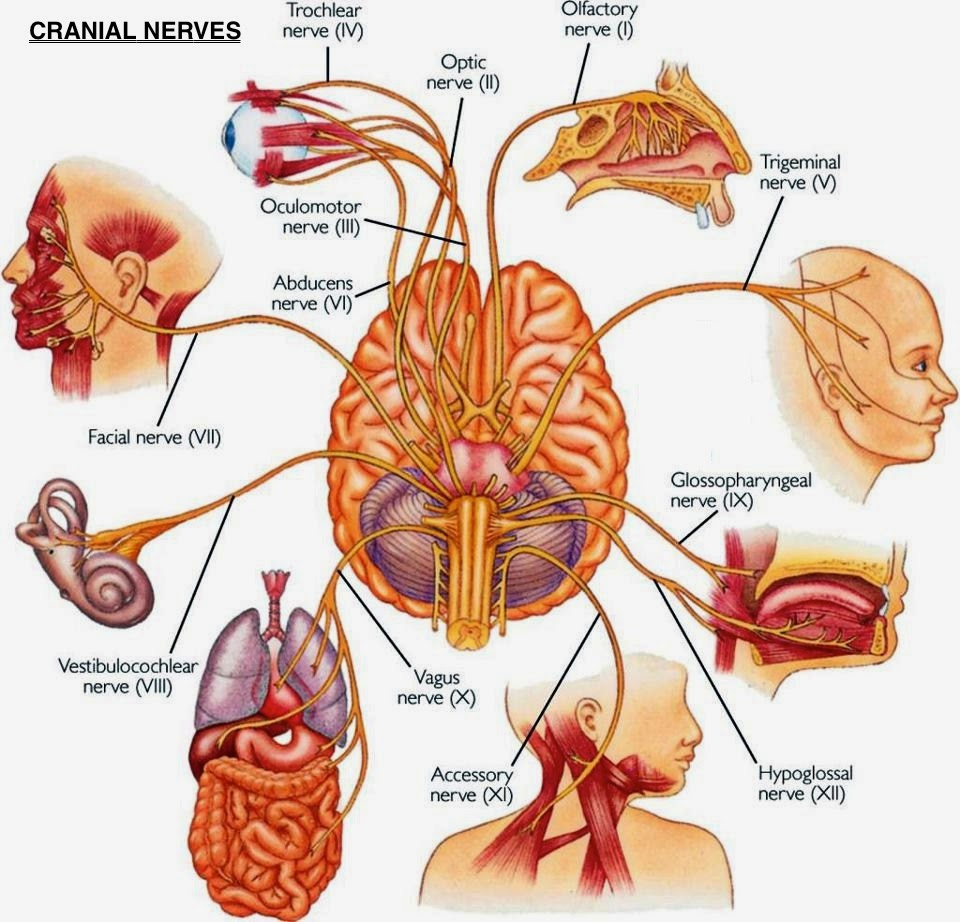 CRANIAL NERVES
Trochlear
nerve (IV)
Olfactory
nerve (I)
Optic
nerve (II)
Trigeminal
nerve (V)
Oculomotor
nerve (III)
Abducens
nerve (VI)
Facial nerve (VII)
Glossopharyngeal
nerve (IX)
Vestibulocochlear
nerve (VIII)
Vagus
nerve (X)
Accessory
nerve (XI)
Hypoglossal
nerve (XII)